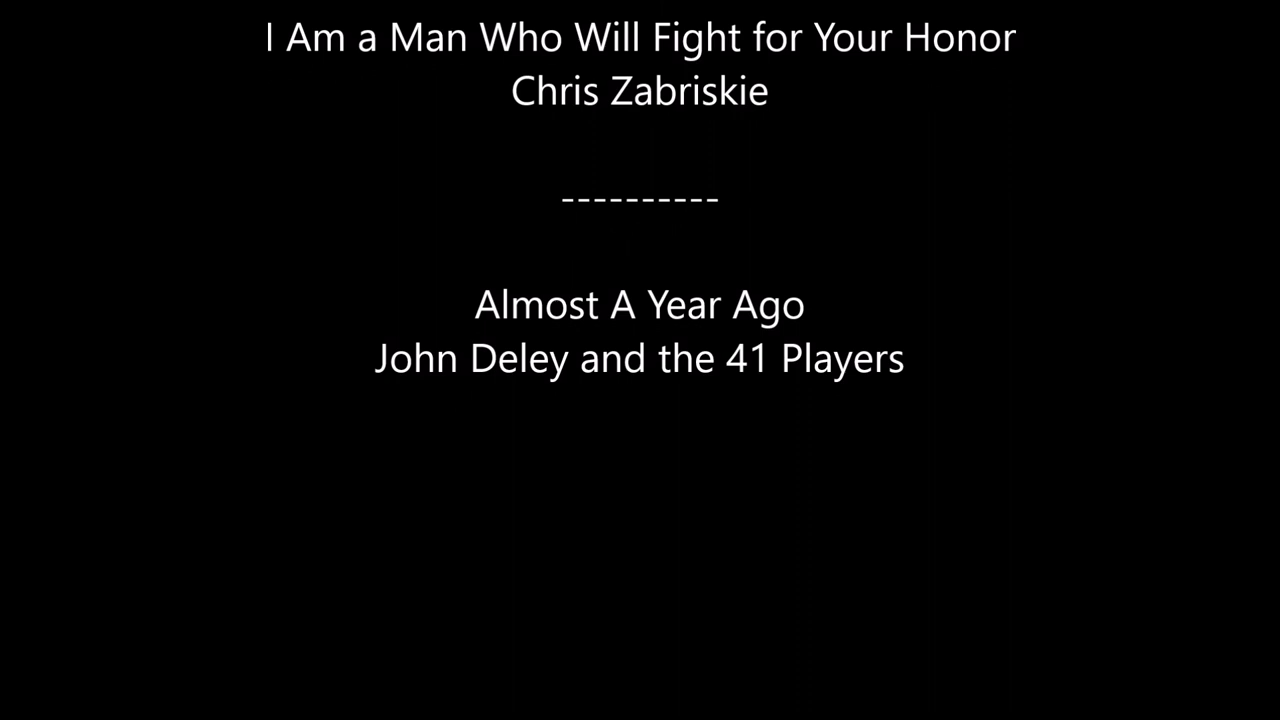 I Am a Man Who Will Fight for Your Honor
Chris Zabriskie
----------
Almost A Year Ago
John Deley and the 41 Players